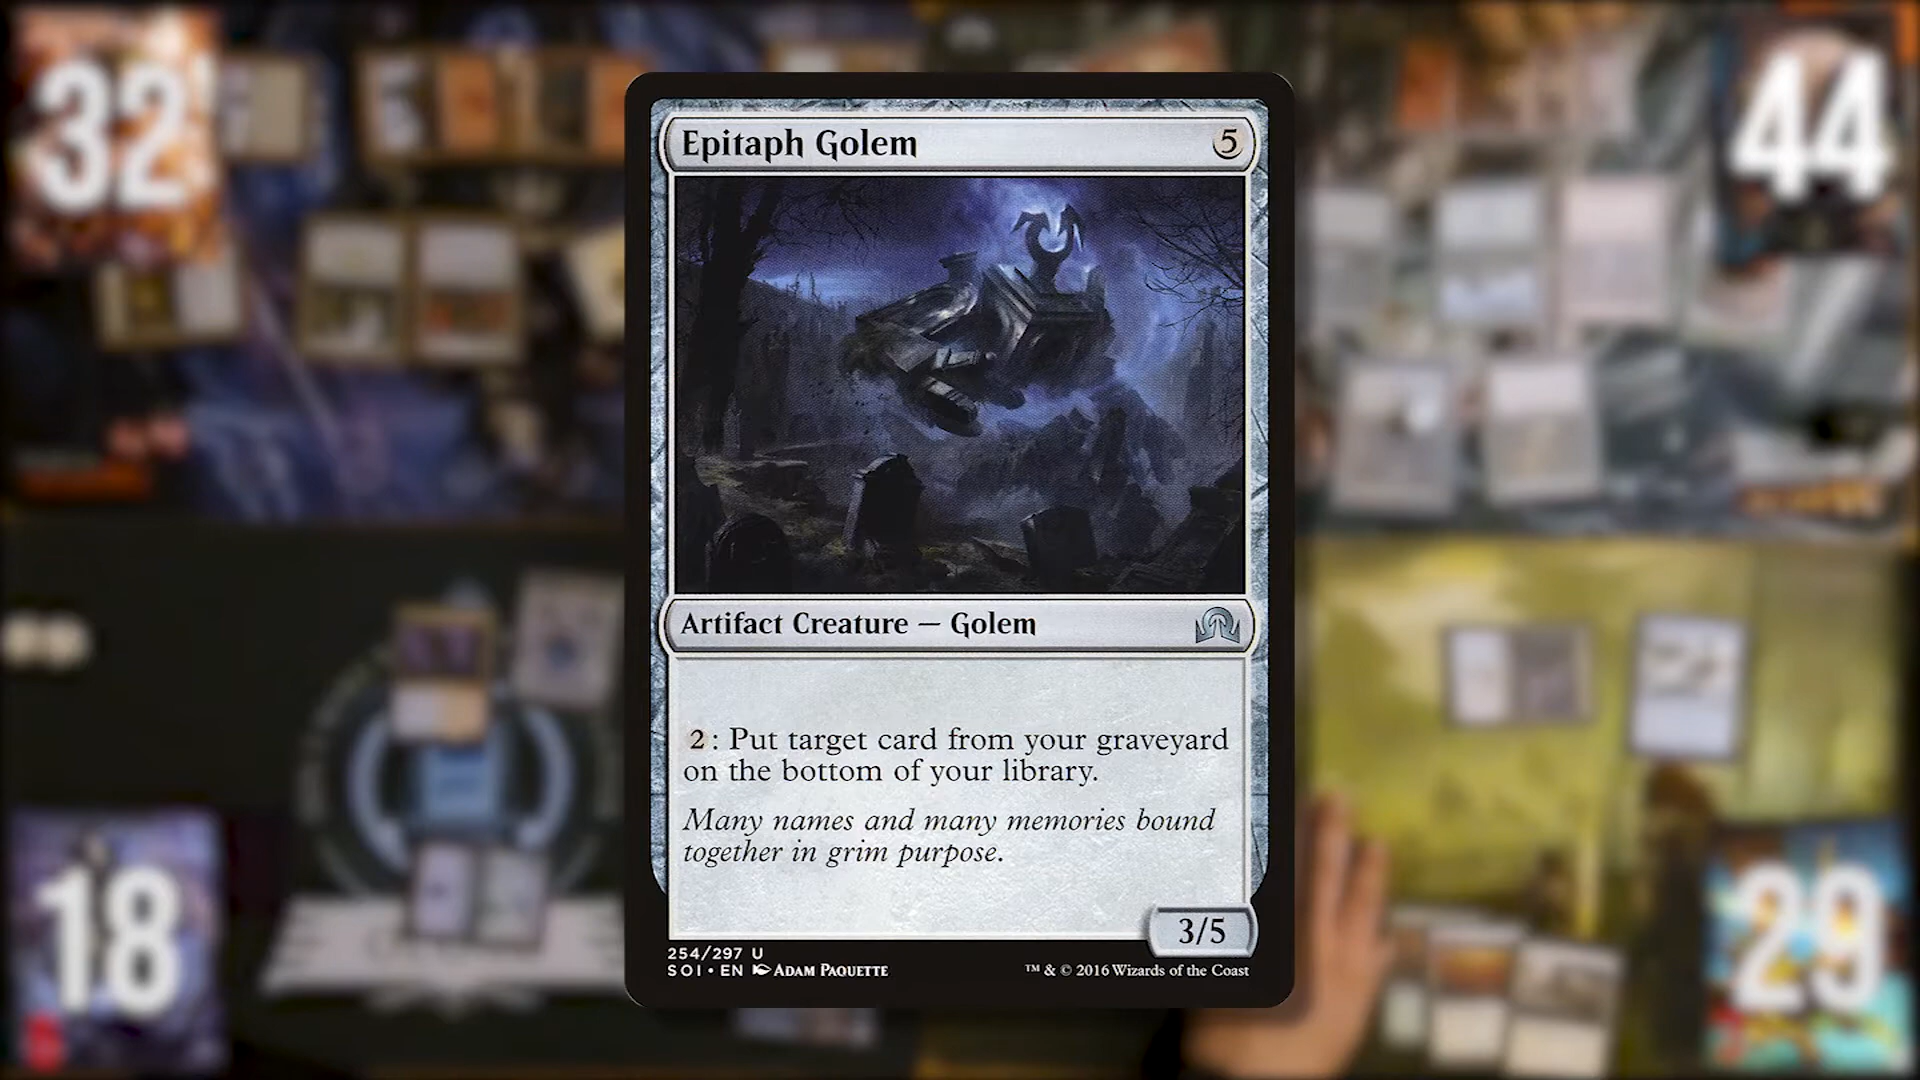 32
44
Epitaph Golem
5
Artifact Creature — Golem
2: Put target card from your graveyard
on the bottom of your library.
Many names and many memories bound
together in grim purpose.
3/5
254/297 U
SOI • EN Adam Paquette
™ & © 2016 Wizards of the Coast
18
29